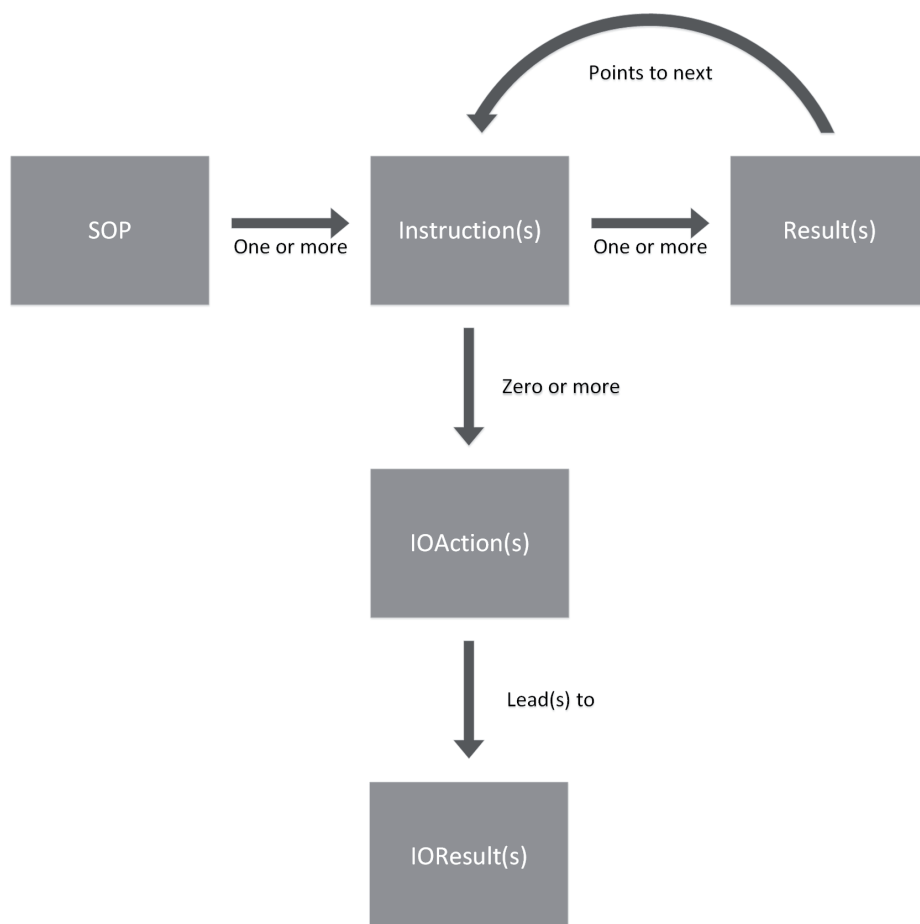 Points to next
SOP
One or more
Instruction(s)
One or more
Result(s)
Zero or more
IOAction(s)
Lead(s) to
IOResult(s)